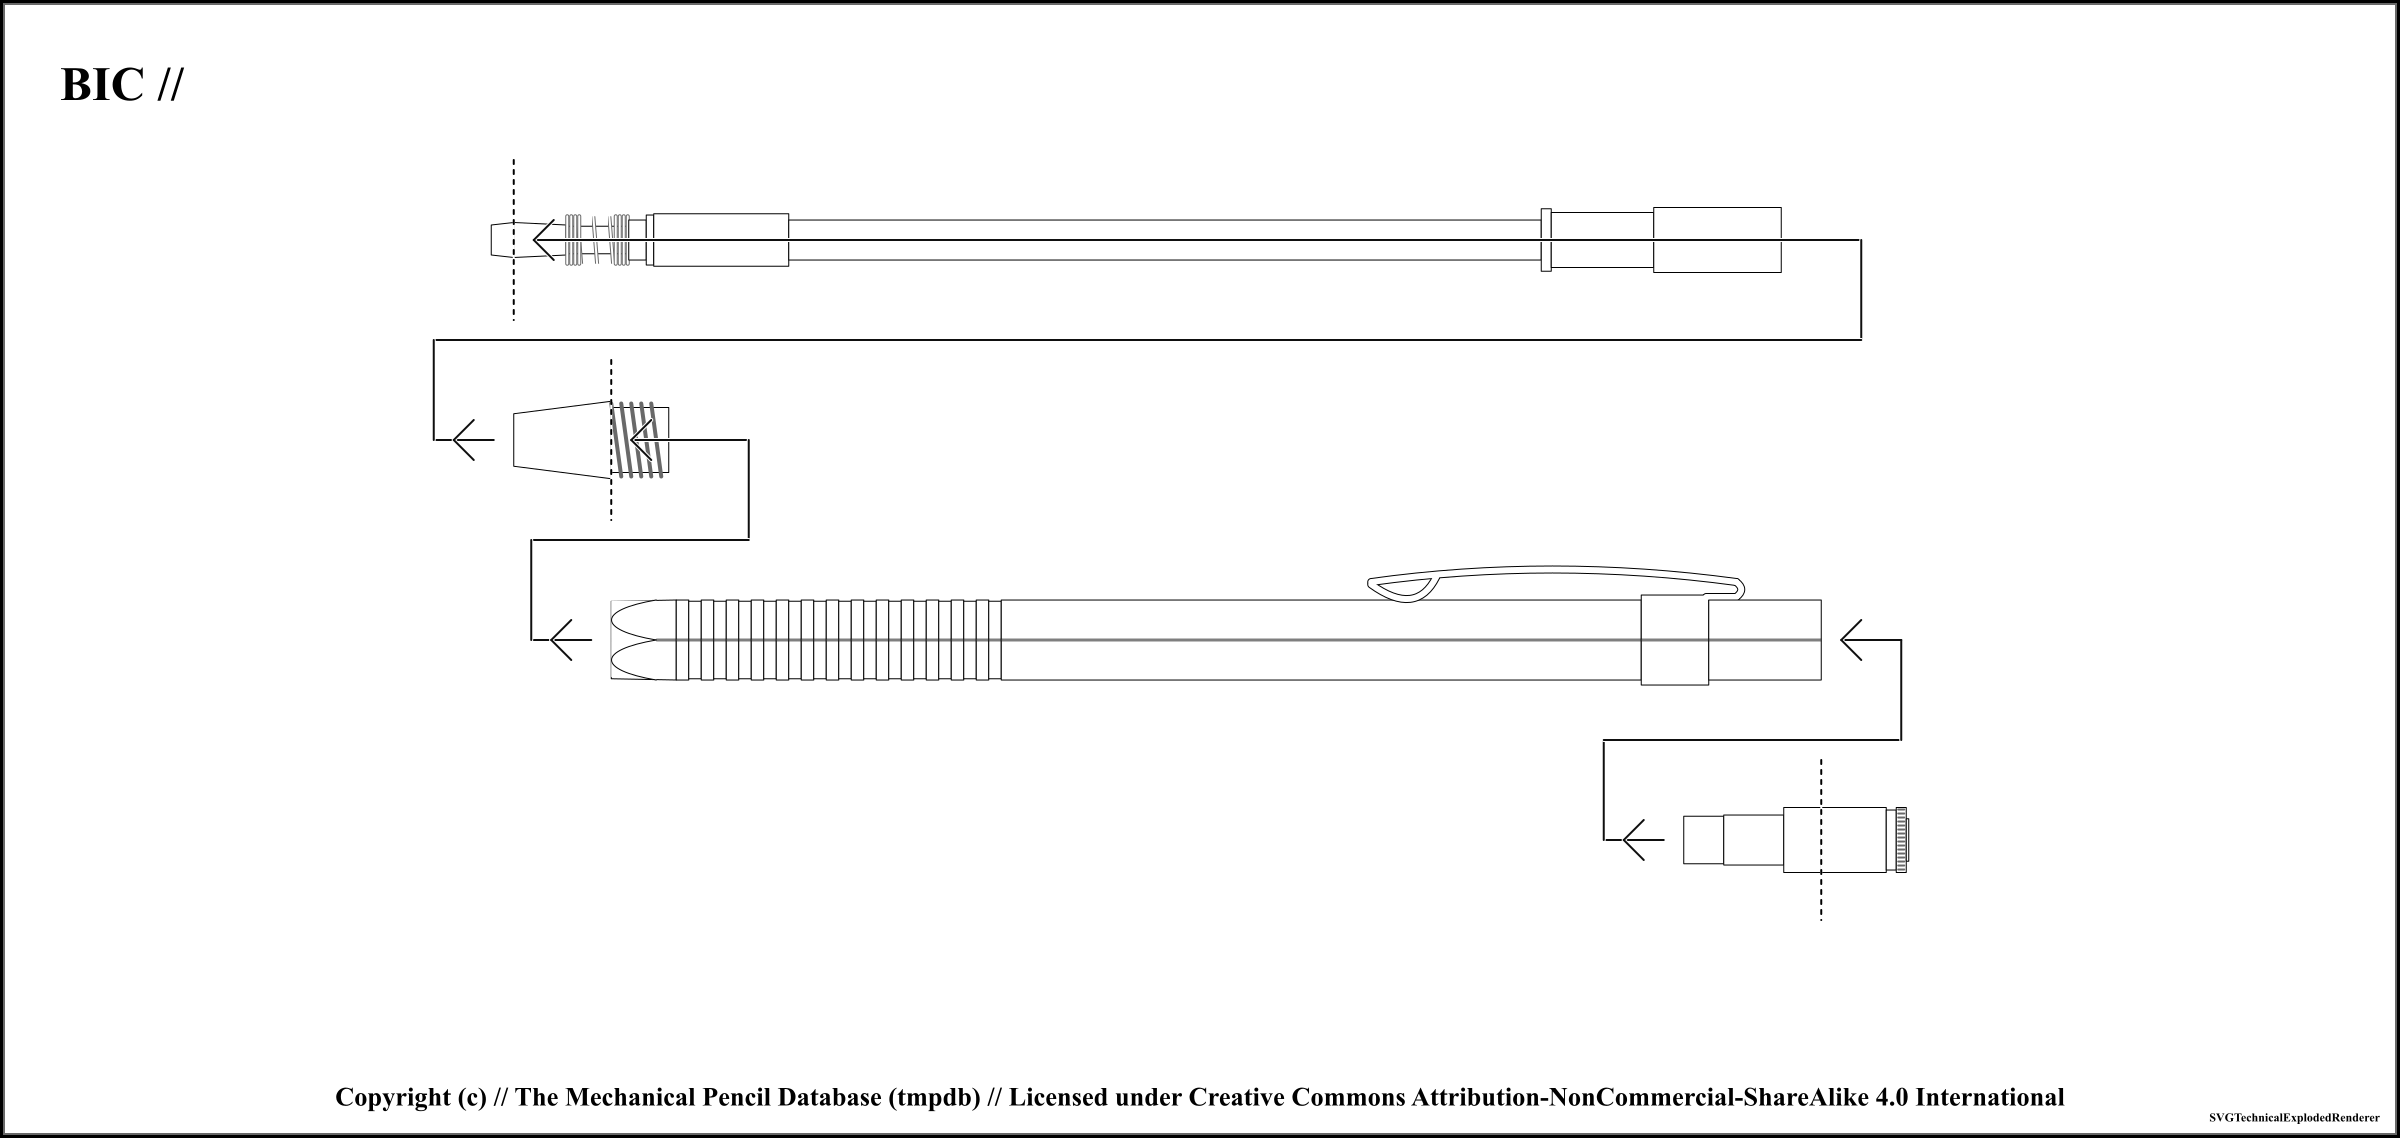 BIC //
Copyright (c) // The Mechanical Pencil Database (tmpdb) // Licensed under Creative Commons Attribution-NonCommercial-ShareAlike 4.0 International
SVGTechnicalExplodedRenderer